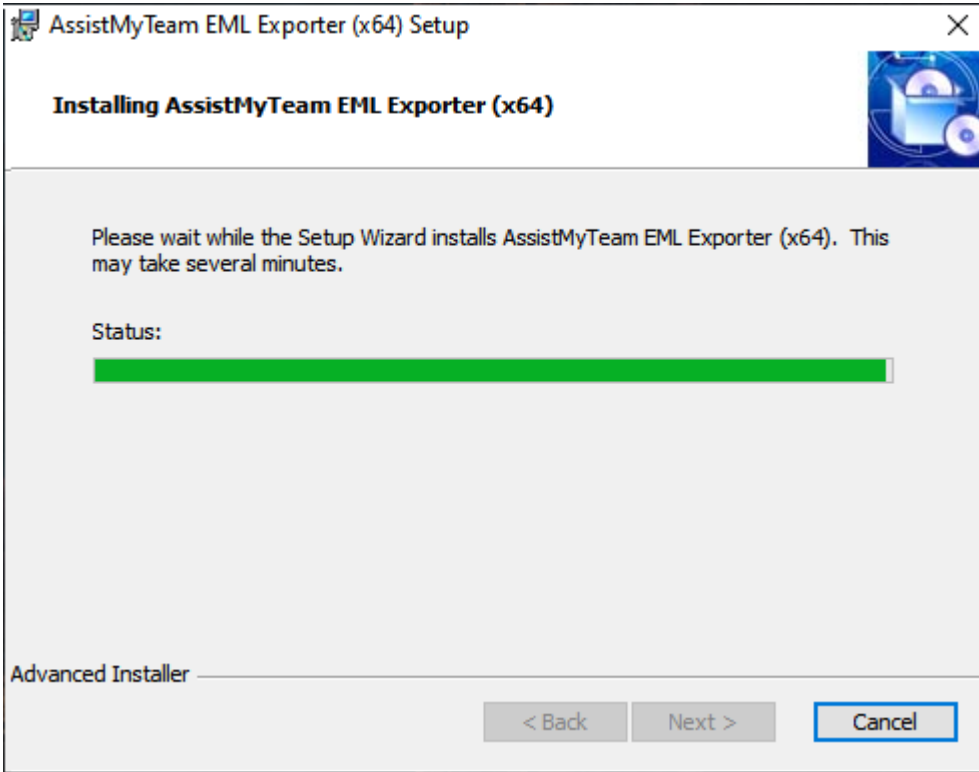 AssistMyTeam EML Exporter (x64) Setup
Installing AssistMyTeam EML Exporter (x64)
Please wait while the Setup Wizard installs AssistMyTeam EML Exporter (x64). This
may take several minutes.
Status:
Advanced Installer
< Back
Next >
Cancel